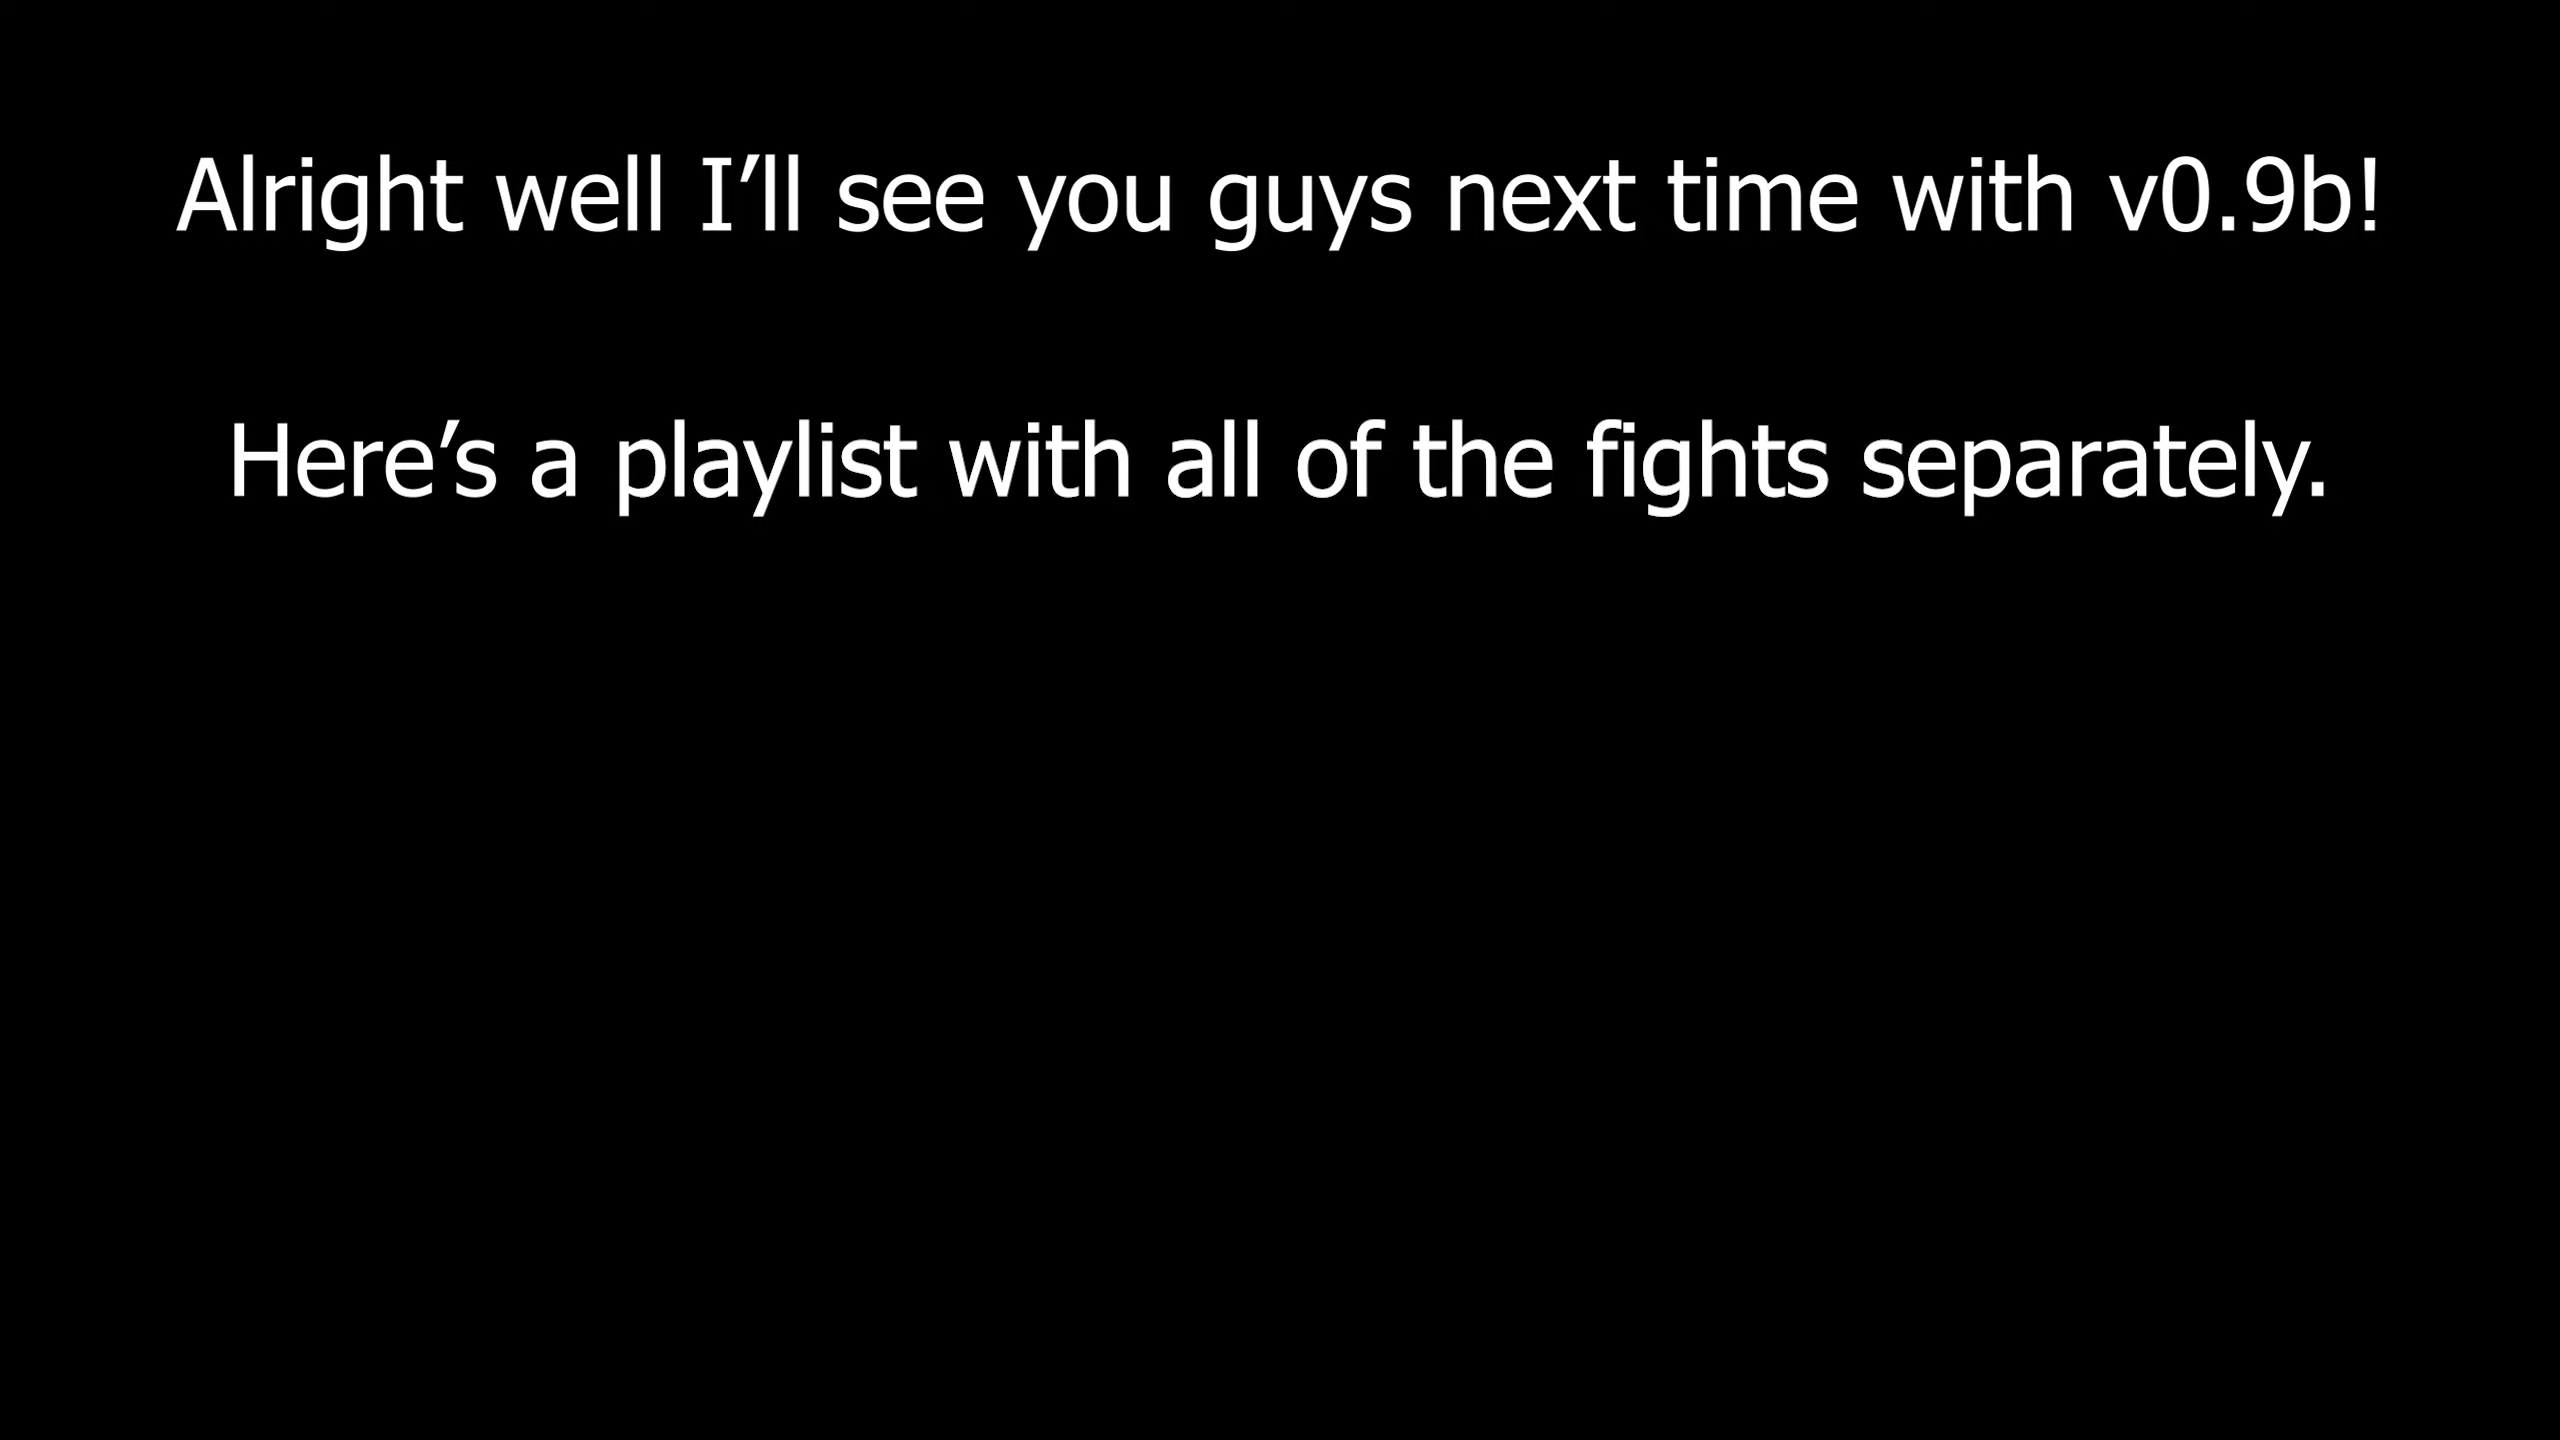 Alright well I’ll see you guys next time with v0.9b!
Here’s a playlist with all of the fights separately.